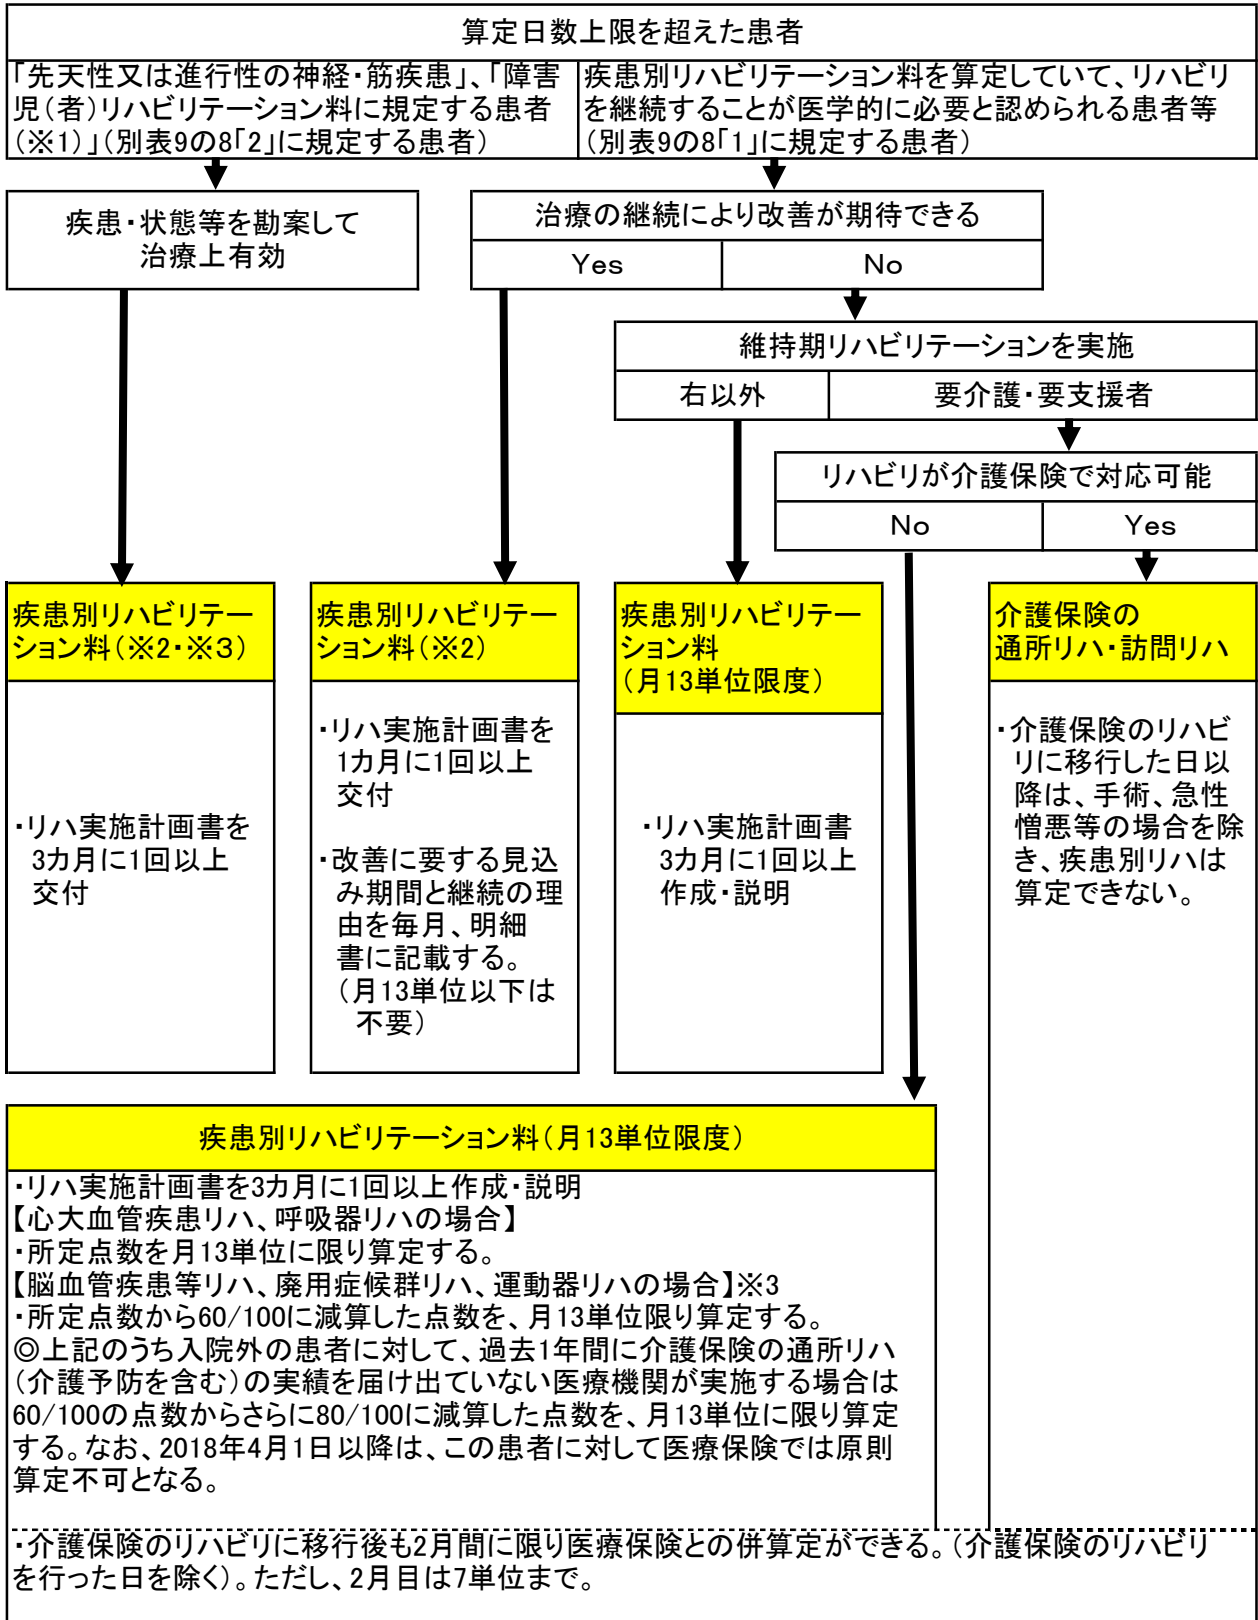 算定日数上限を超えた患者
「先天性又は進行性の神経・筋疾患」、「障害
児(者)リハビリテーション料に規定する患者
(※1)」(別表9の8「2」に規定する患者)
疾患別リハビリテーション料を算定していて、リハビリ
を継続することが医学的に必要と認められる患者等
(別表9の8「1」に規定する患者)
疾患・状態等を勘案して
治療上有効
治療の継続により改善が期待できる
Yes
No
維持期リハビリテーションを実施
右以外
要介護・要支援者
リハビリが介護保険で対応可能
No
Yes
疾患別リハビリテー
ション料(※2・※3)
・リハ実施計画書を
3カ月に1回以上
交付
疾患別リハビリテー
ション料(※2)
・リハ実施計画書を
1カ月に1回以上
交付
・改善に要する見込
み期間と継続の理
由を毎月、明細
書に記載する。
(月13単位以下は
不要)
疾患別リハビリテー
ション料
(月13単位限度)
・リハ実施計画書
3カ月に1回以上
作成・説明
介護保険の
通所リハ・訪問リハ
・介護保険のリハビ
リに移行した日以
降は、手術、急性
憎悪等の場合を除
き、疾患別リハは
算定できない。
疾患別リハビリテーション料(月13単位限度)
・リハ実施計画書を3カ月に1回以上作成・説明
【心大血管疾患リハ、呼吸器リハの場合】
・所定点数を月13単位に限り算定する。
【脳血管疾患等リハ、廃用症候群リハ、運動器リハの場合】※3
・所定点数から60/100に減算した点数を、月13単位限り算定する。
◎上記のうち入院外の患者に対して、過去1年間に介護保険の通所リハ
(介護予防を含む)の実績を届け出ていない医療機関が実施する場合は
60/100の点数からさらに80/100に減算した点数を、月13単位に限り算定
する。なお、2018年4月1日以降は、この患者に対して医療保険では原則
算定不可となる。
・介護保険のリハビリに移行後も2月間に限り医療保険との併算定ができる。(介護保険のリハビリ
を行った日を除く)。ただし、2月目は7単位まで。